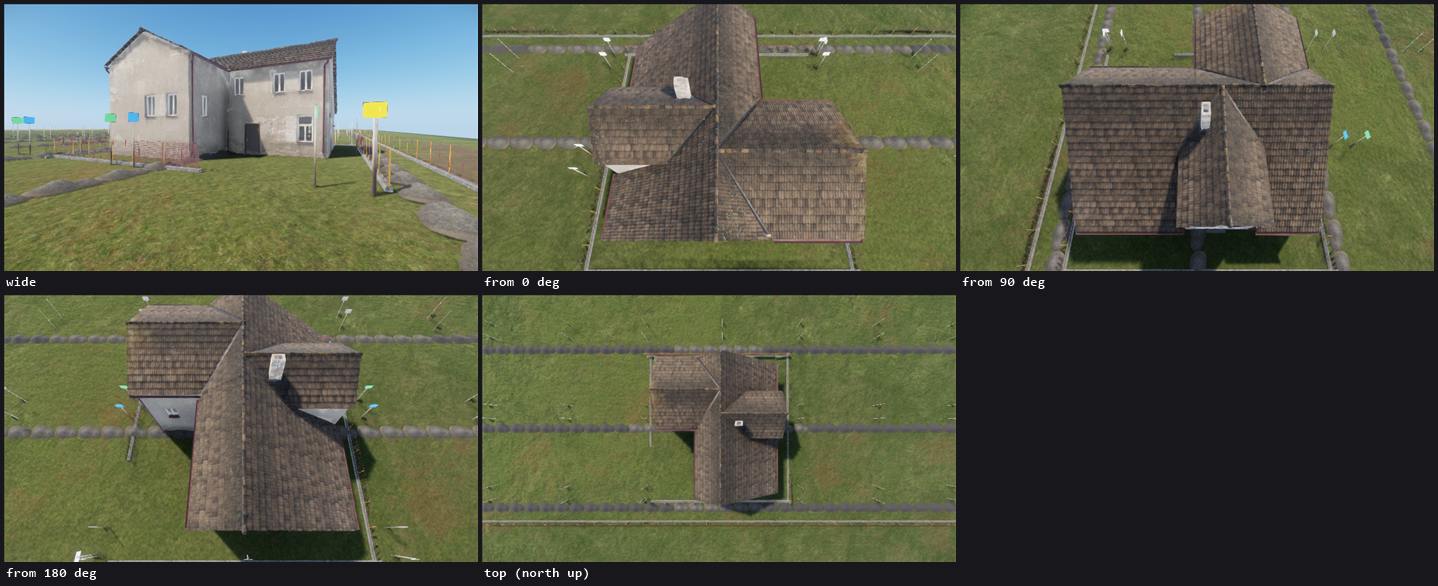 wide
from 0 deg
from 90 deg
from 180 deg
top (north up)